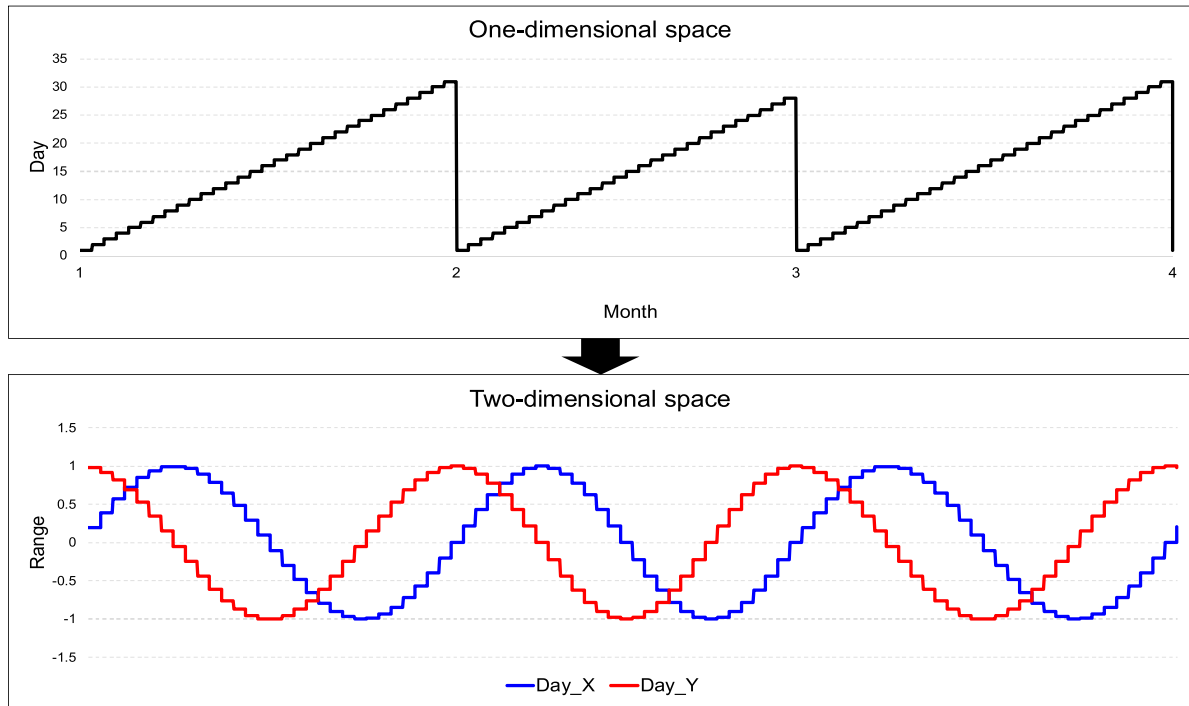 One-dimensional space
35
30
25
20
15
10
5
0
Day
1 2 3 4
Month
Two-dimensional space
1.5
1
0.5
0
-0.5
-1
-1.5
Range
Day_X Day_Y